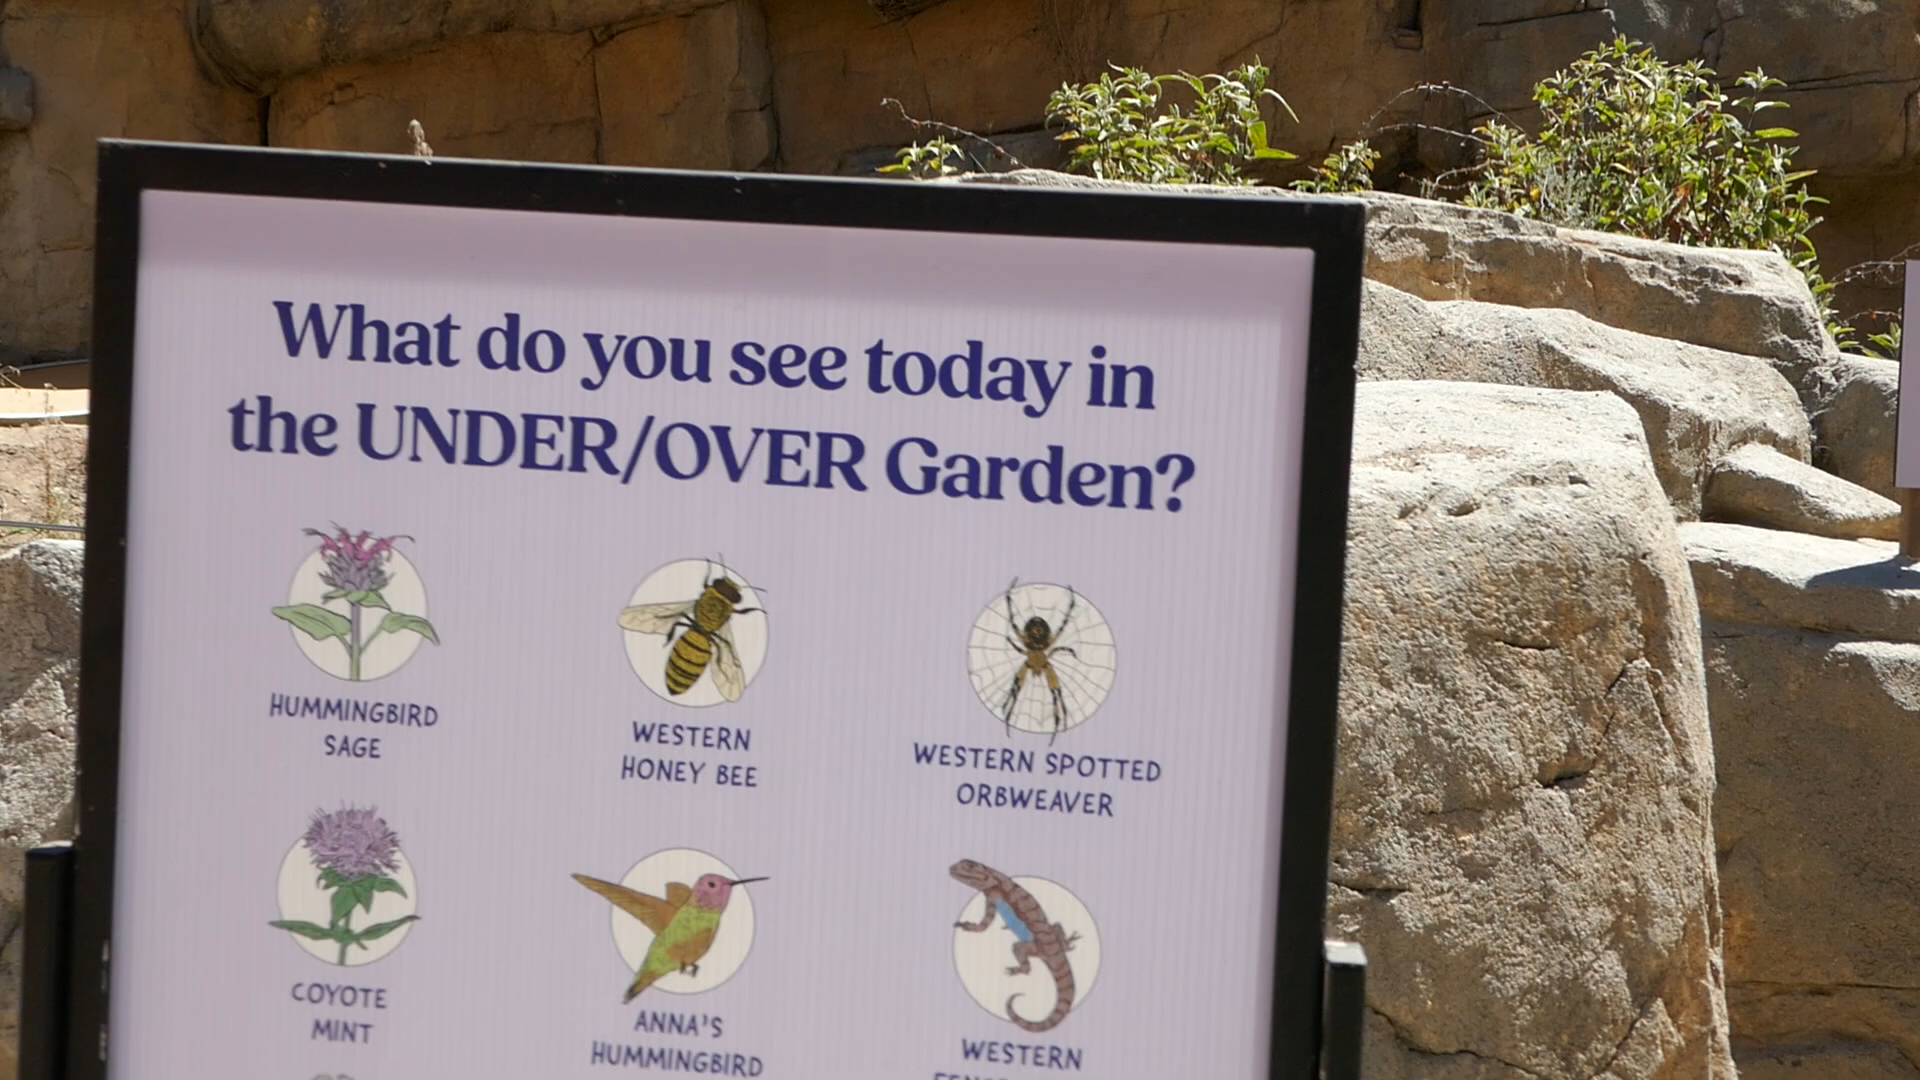 What do you see today in
the UNDER/OVER Garden?
HUMMINGBIRD
SAGE
WESTERN
HONEY BEE
WESTERN SPOTTED
ORBWEAVER
COYOTE
MINT
ANNA'S
HUMMINGBIRD
WESTERN